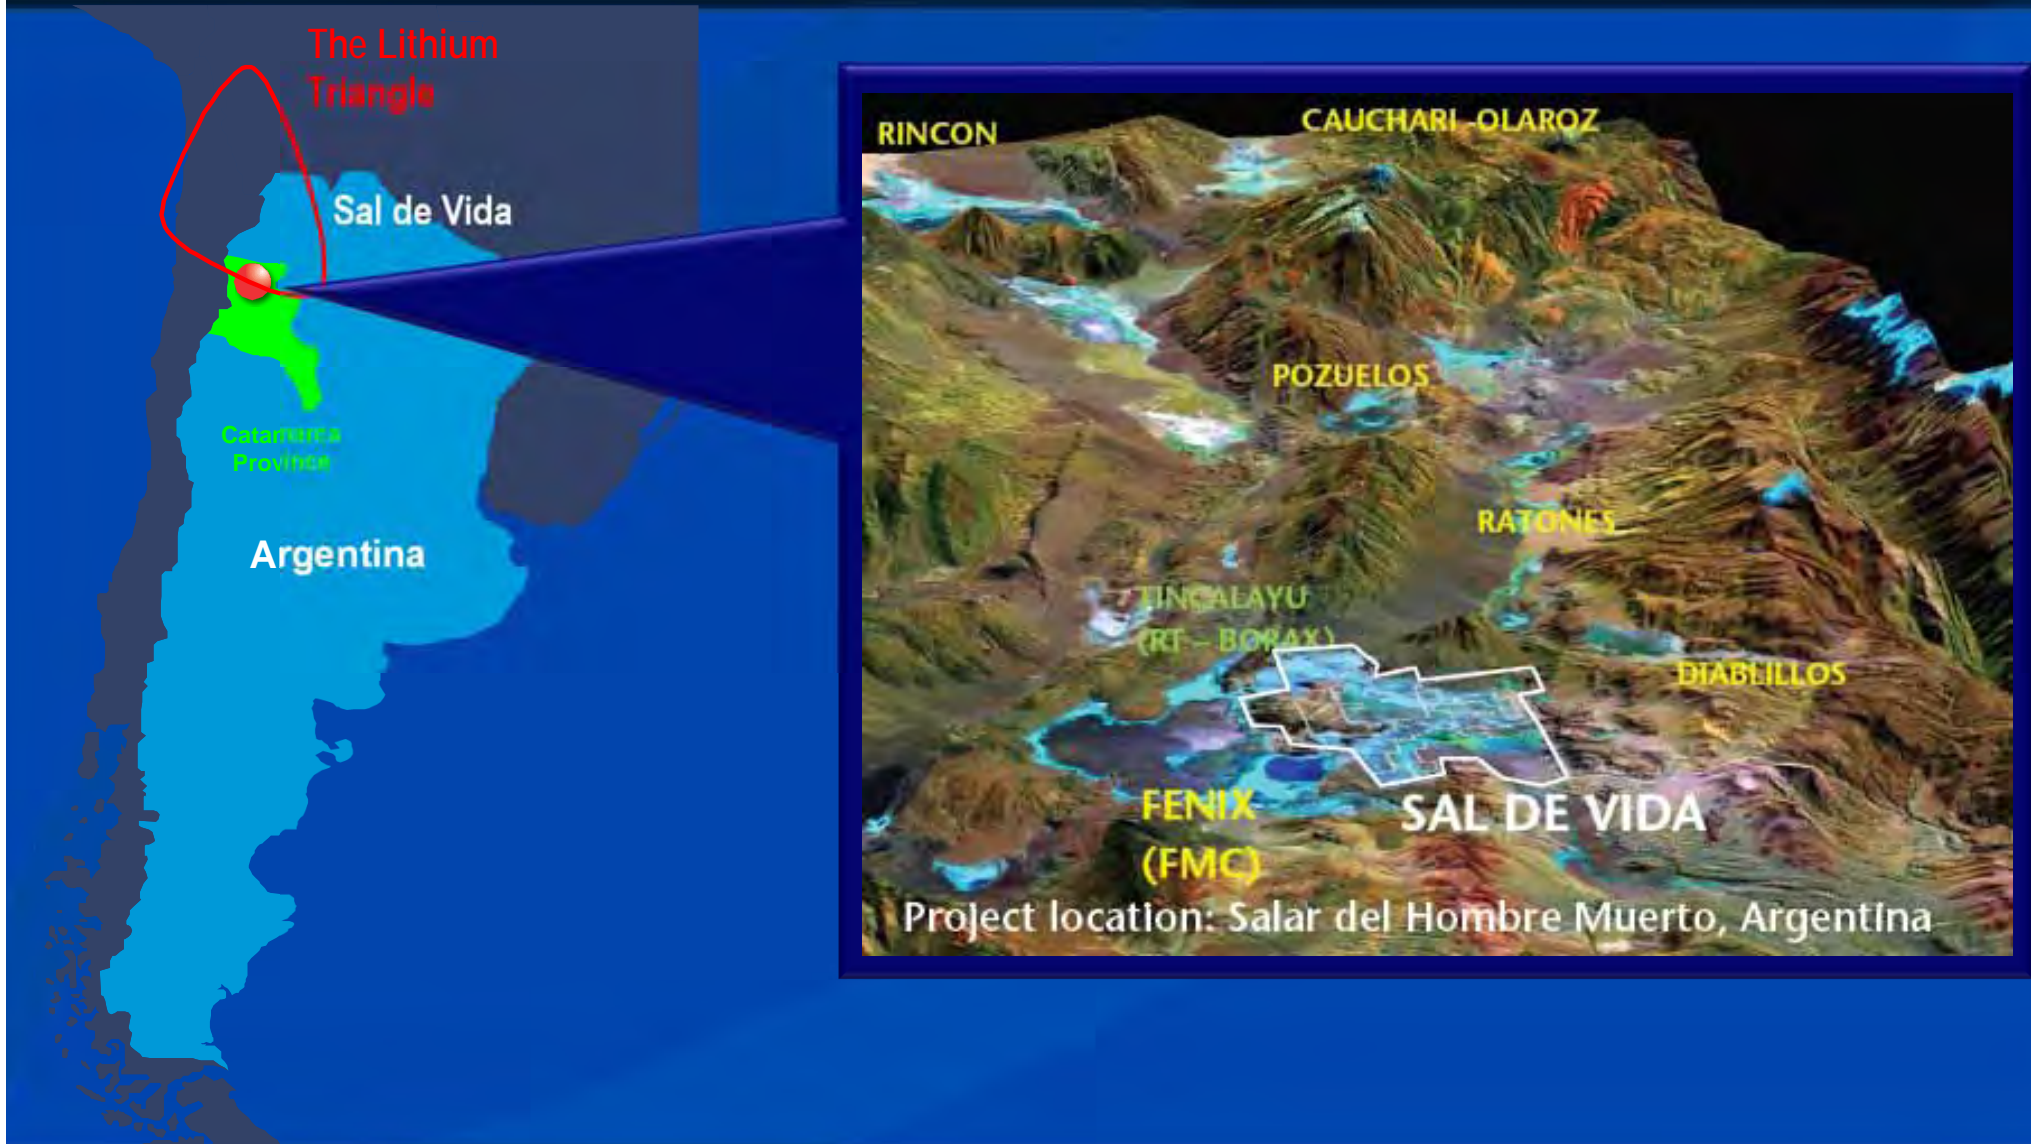 The Lithium
Triangle
Sal de Vida
Catamarca
Province
Argentina
RINCON
CAUCHARI -OLAROZ
POZUELOS
RATONES
TINCALAYU
(RT – BORAX)
DIABLILLOS
FENIX
(FMC)
SAL DE VIDA
Project location: Salar del Hombre Muerto, Argentina